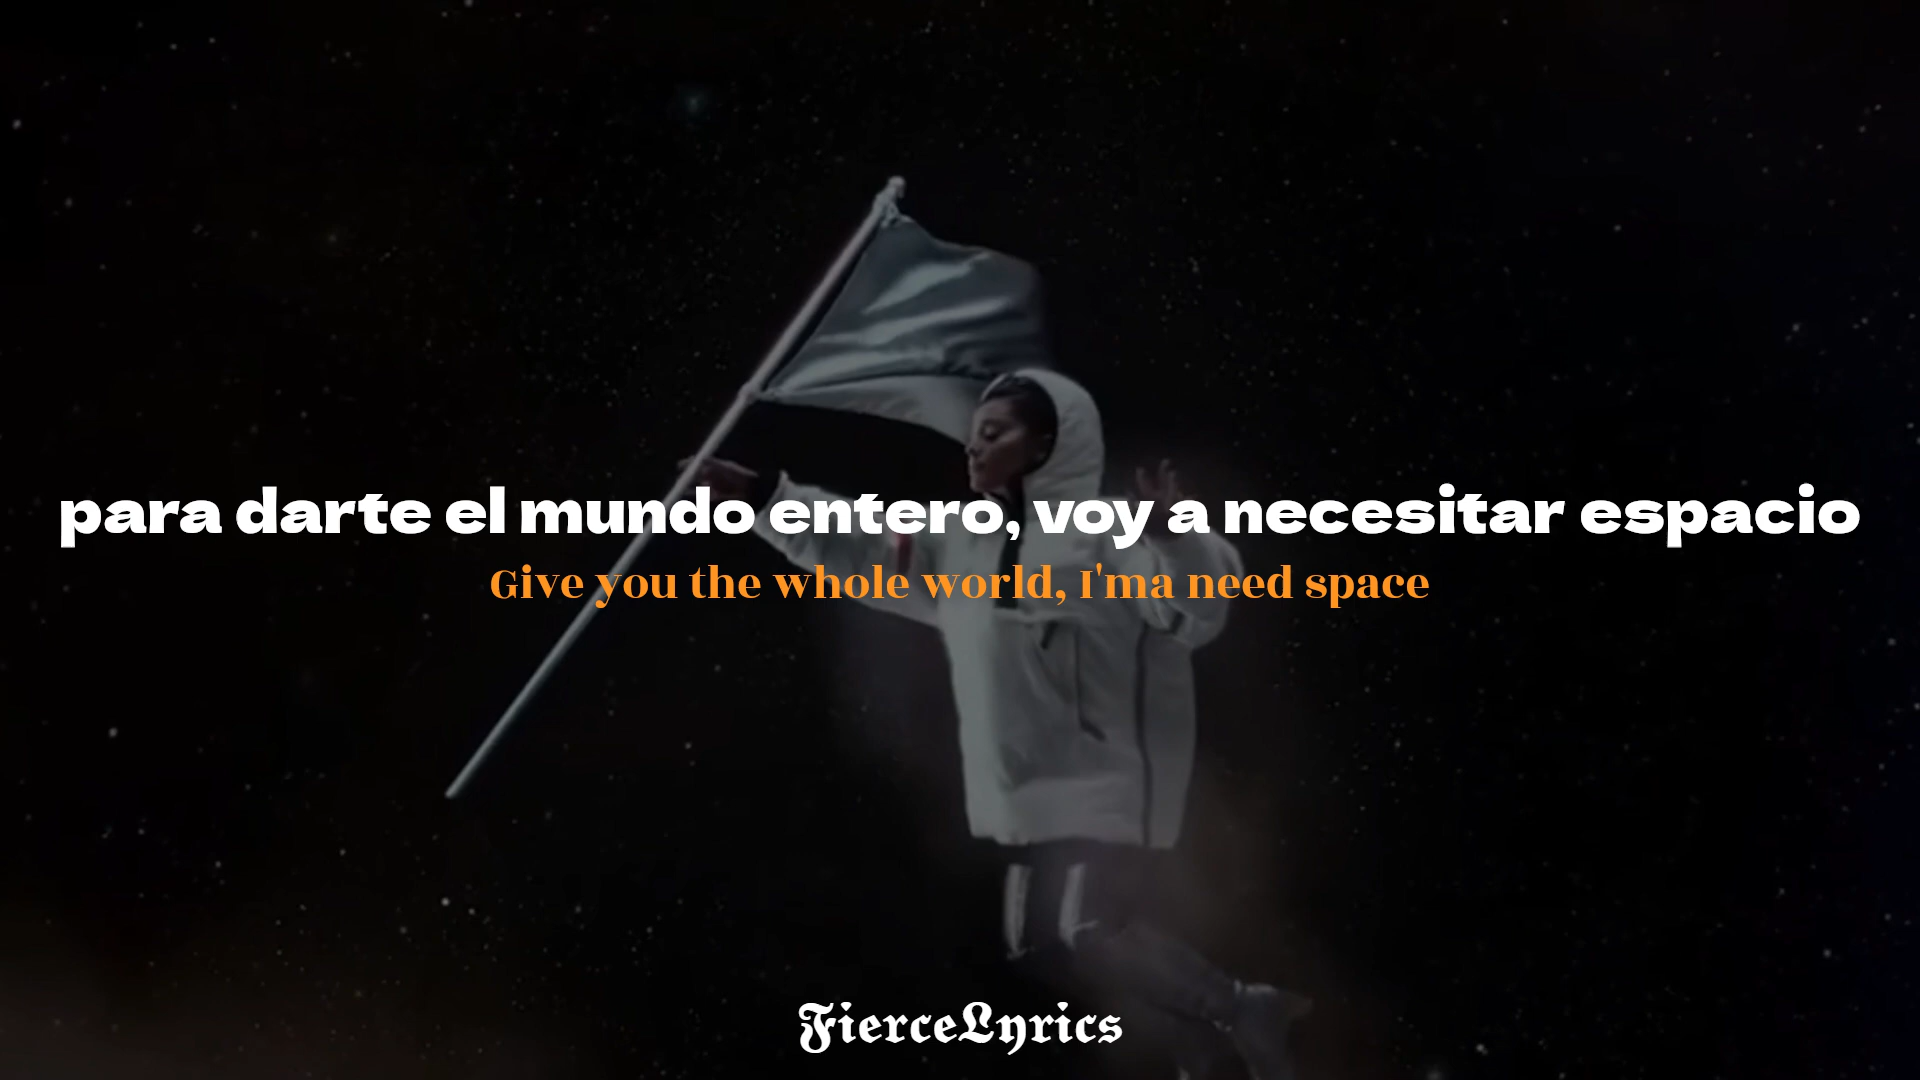 para darte el mundo entero, voy a necesitar espacio
Give you the whole world, I'ma need space
FierceLyrics